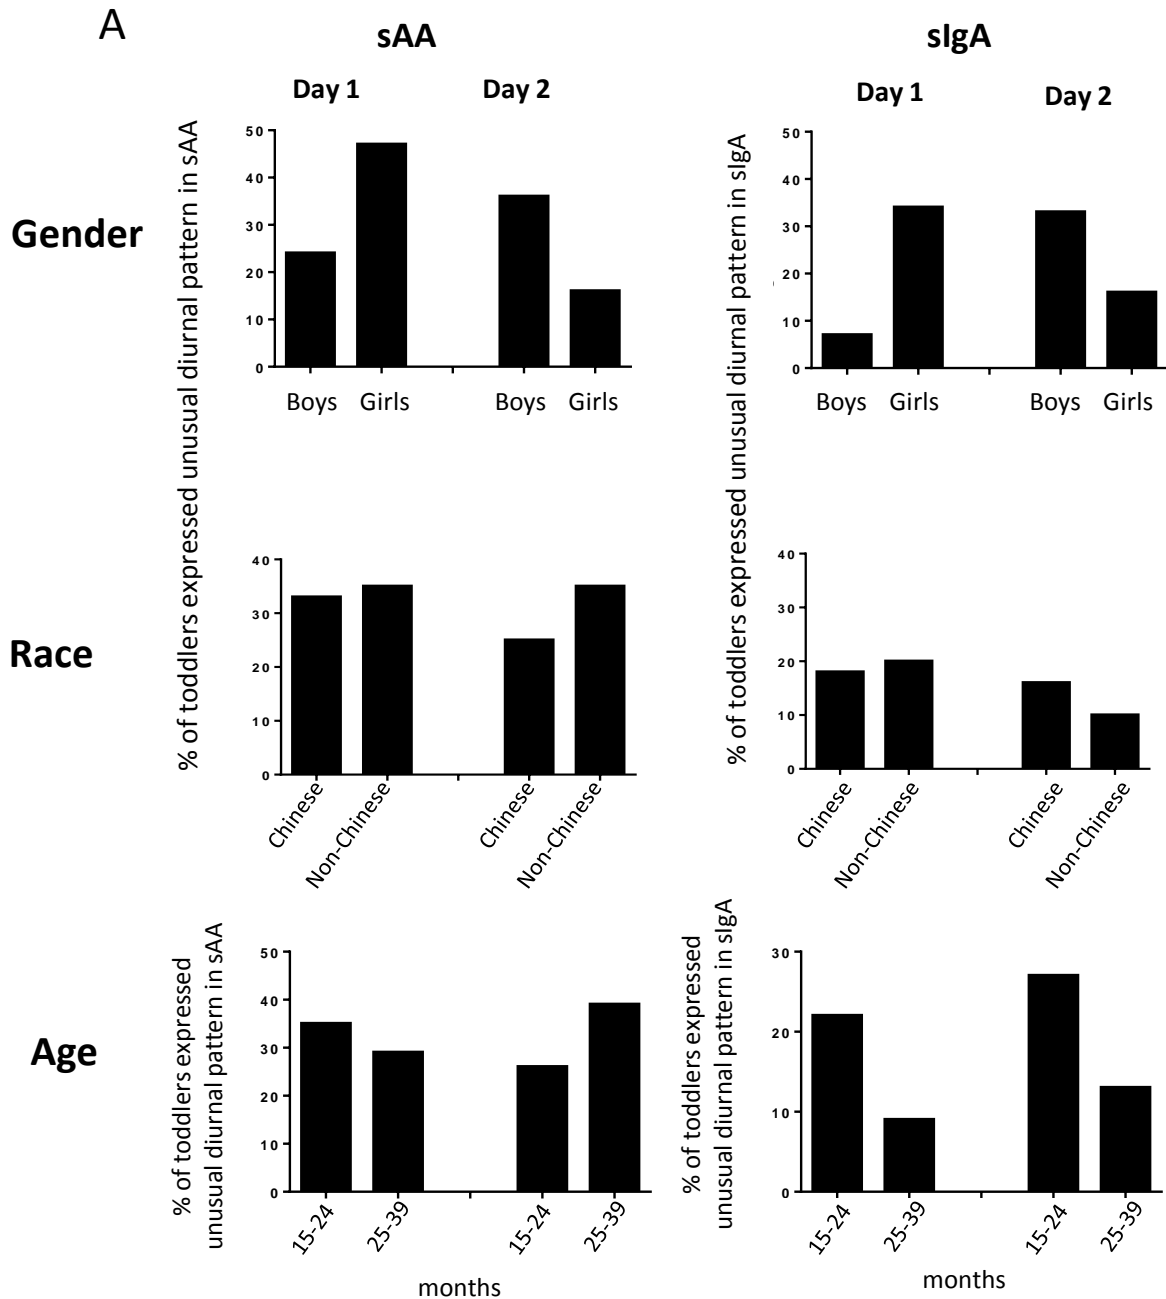 A
sAA
sIgA
Day 1
Day 2
Day 1
Day 2
Gender
% of toddlers expressed unusual diurnal pattern in sAA
50
40
30
20
10
0
Boys
Girls
Boys
Girls
% of toddlers expressed unusual diurnal pattern in sIgA
50
40
30
20
10
0
Boys
Girls
Boys
Girls
Race
40
30
20
10
0
Chinese
Non-Chinese
Chinese
Non-Chinese
40
30
20
10
0
Chinese
Non-Chinese
Chinese
Non-Chinese
Age
% of toddlers expressed
unusual diurnal pattern in sAA
50
40
30
20
10
0
15-24
25-39
15-24
25-39
months
% of toddlers expressed
unusual diurnal pattern in sIgA
30
20
10
0
15-24
25-39
15-24
25-39
months